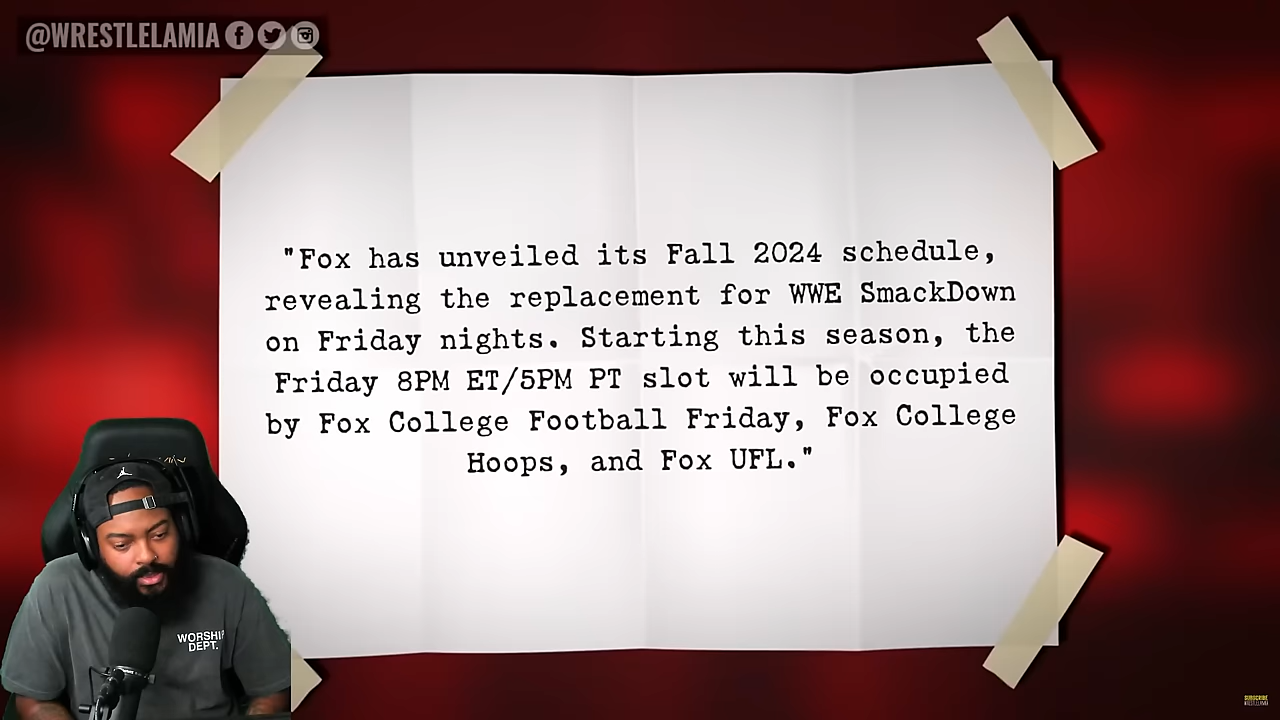 @WRESTLELAMIA
"Fox has unveiled its Fall 2024 schedule,
revealing the replacement for WWE SmackDown
on Friday nights. Starting this season, the
Friday 8PM ET/5PM PT slot will be occupied
by Fox College Football Friday, Fox College
Hoops, and Fox UFL."
WORSHIP
DEPT.
SUBSCRIBE
WRESTLELAMIA